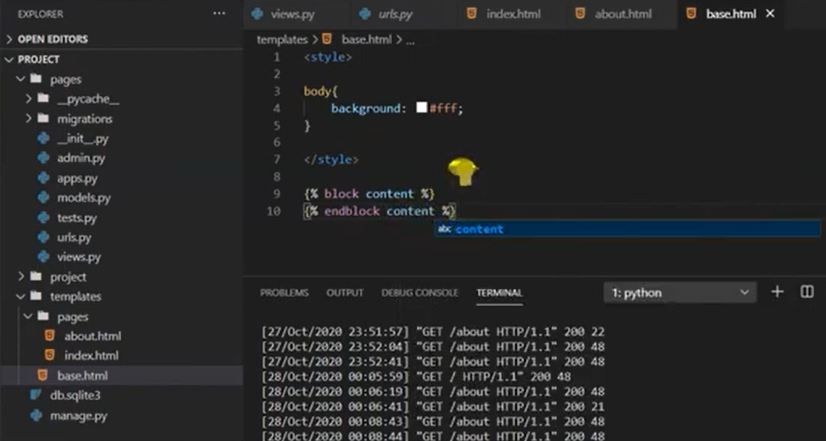 EXPLORER ...
OPEN EDITORS
PROJECT
pages
__pycache__
migrations
__init__.py
admin.py
apps.py
models.py
tests.py
urls.py
views.py
project
templates
pages
about.html
index.html
base.html
db.sqlite3
manage.py
views.py urls.py index.html about.html base.html
templates > base.html > ...
1 <style>
2
3 body{
4 background: #fff;
5 }
6
7 </style>
8
9 {% block content %}
10 {% endblock content %}
abc content
PROBLEMS OUTPUT DEBUG CONSOLE TERMINAL 1: python
[27/Oct/2020 23:51:57] "GET /about HTTP/1.1" 200 22
[27/Oct/2020 23:52:04] "GET /about HTTP/1.1" 200 48
[27/Oct/2020 23:52:41] "GET /about HTTP/1.1" 200 48
[28/Oct/2020 00:05:59] "GET / HTTP/1.1" 200 48
[28/Oct/2020 00:06:19] "GET /about HTTP/1.1" 200 48
[28/Oct/2020 00:06:41] "GET /about HTTP/1.1" 200 21
[28/Oct/2020 00:08:43] "GET /about HTTP/1.1" 200 48
[28/Oct/2020 00:08:44] "GET /about HTTP/1.1" 200 48